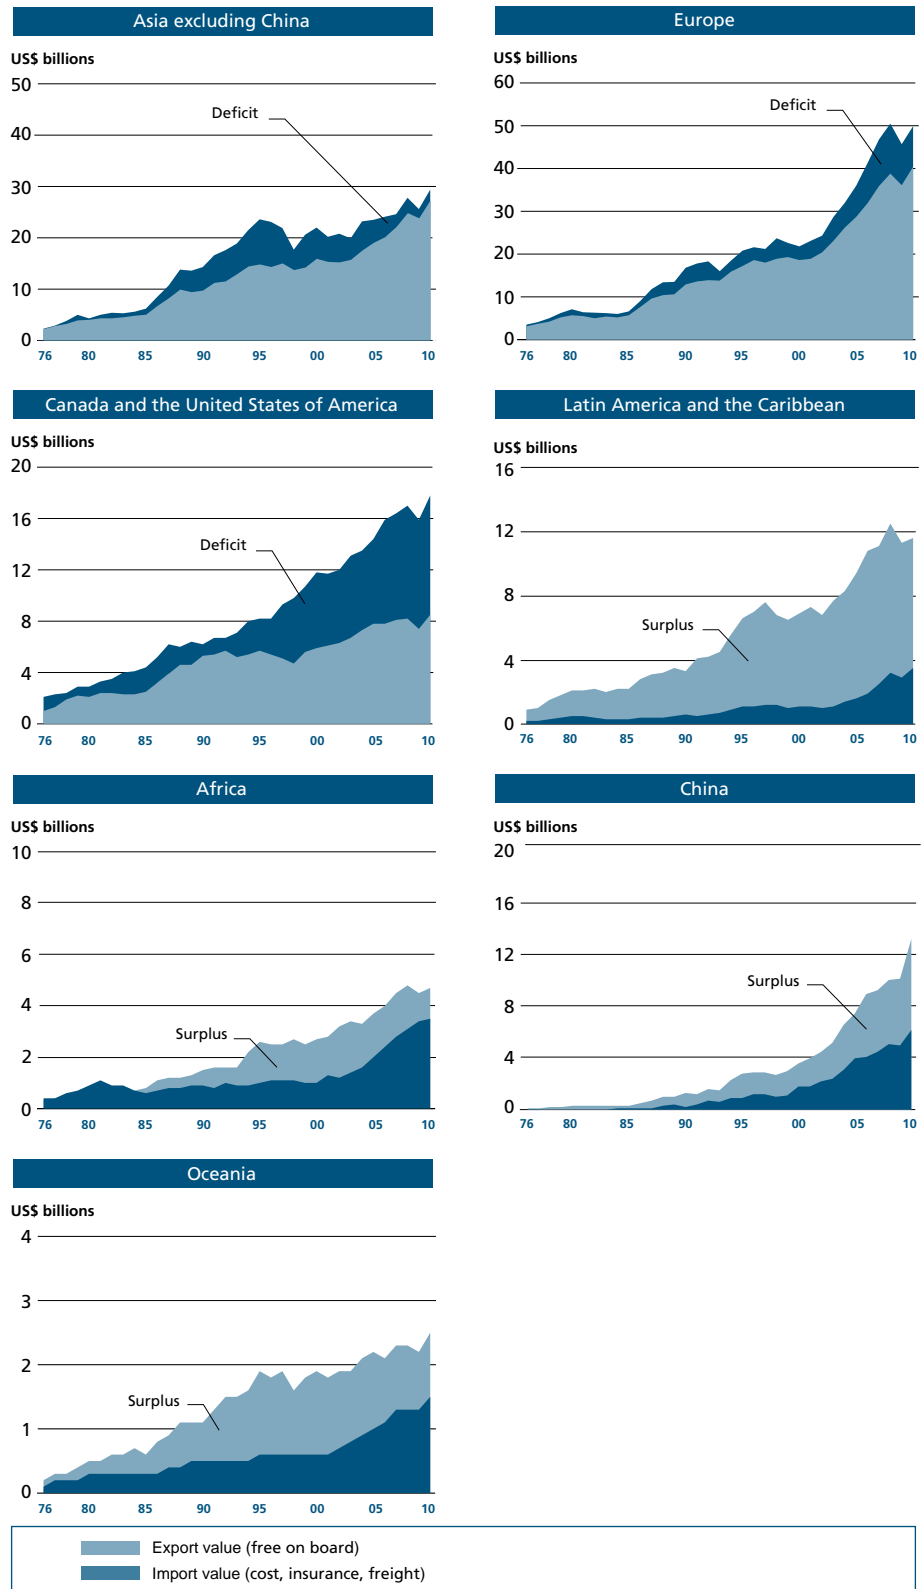 Asia excluding China
US$ billions
50
40
30
20
10
0
Deficit
76 80 85 90 95 00 05 10
Europe
US$ billions
60
50
40
30
20
10
0
Deficit
76 80 85 90 95 00 05 10
Canada and the United States of America
US$ billions
20
16
12
8
4
0
Deficit
76 80 85 90 95 00 05 10
Latin America and the Caribbean
US$ billions
16
12
8
4
0
Surplus
76 80 85 90 95 00 05 10
Africa
US$ billions
10
8
6
4
2
0
Surplus
76 80 85 90 95 00 05 10
China
US$ billions
20
16
12
8
4
0
Surplus
76 80 85 90 95 00 05 10
Oceania
US$ billions
4
3
2
1
0
Surplus
76 80 85 90 95 00 05 10
Export value (free on board)
Import value (cost, insurance, freight)